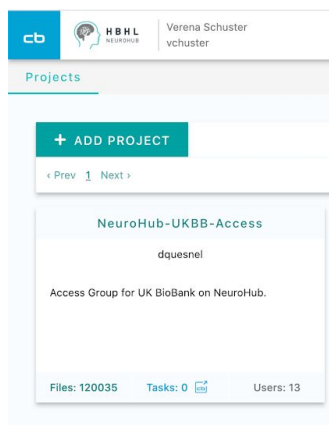 cb
HBHL
NEUROHUB
Verena Schuster
vchuster
Projects
+ ADD PROJECT
‹ Prev 1 Next ›
NeuroHub-UKBB-Access
dquesnel
Access Group for UK BioBank on NeuroHub.
Files: 120035 Tasks: 0 Users: 13